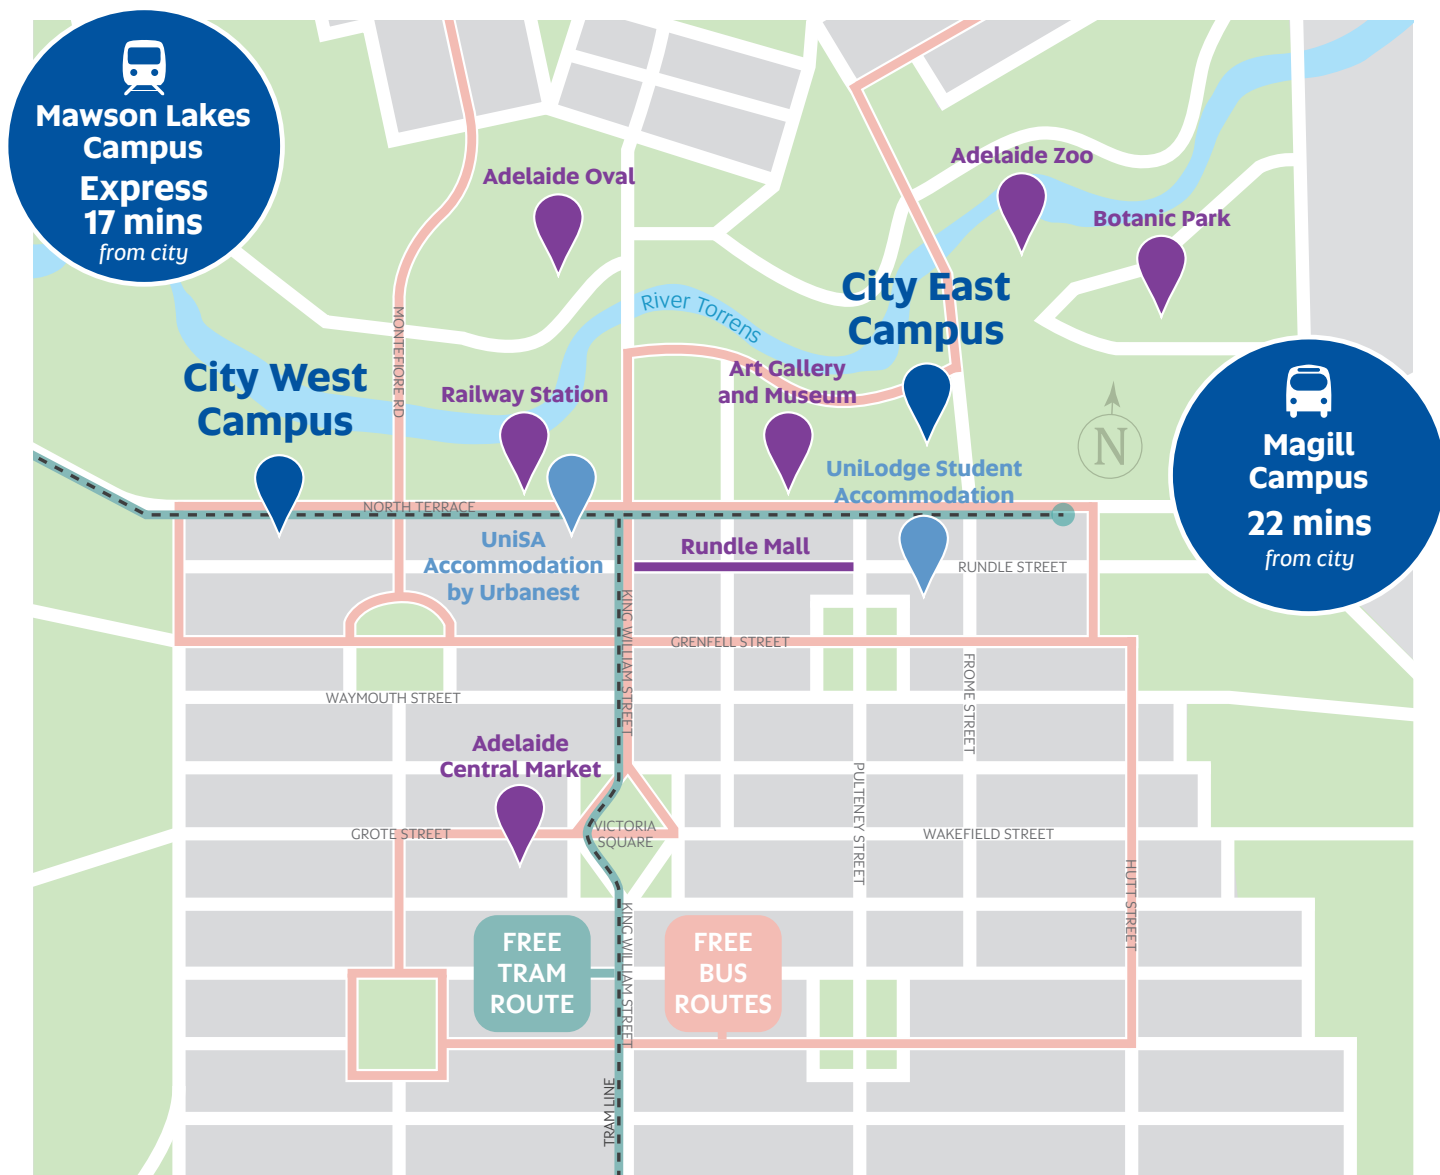 Mawson Lakes
Campus
Express
17 mins
from city
Adelaide Oval
Adelaide Zoo
Botanic Park
City East
Campus
River Torrens
MONTEFIORE RD
City West
Campus
Railway Station
Art Gallery
and Museum
N
Magill
Campus
22 mins
from city
UniLodge Student
Accommodation
NORTH TERRACE
UniSA
Accommodation
by Urbanest
Rundle Mall
RUNDLE STREET
KING WILLIAM STREET
GRENFELL STREET
FROME STREET
WAYMOUTH STREET
Adelaide
Central Market
PULTENEY STREET
GROTE STREET
VICTORIA
SQUARE
WAKEFIELD STREET
HUTT STREET
FREE
TRAM
ROUTE
KING WILLIAM STREET
FREE
BUS
ROUTES
TRAM LINE